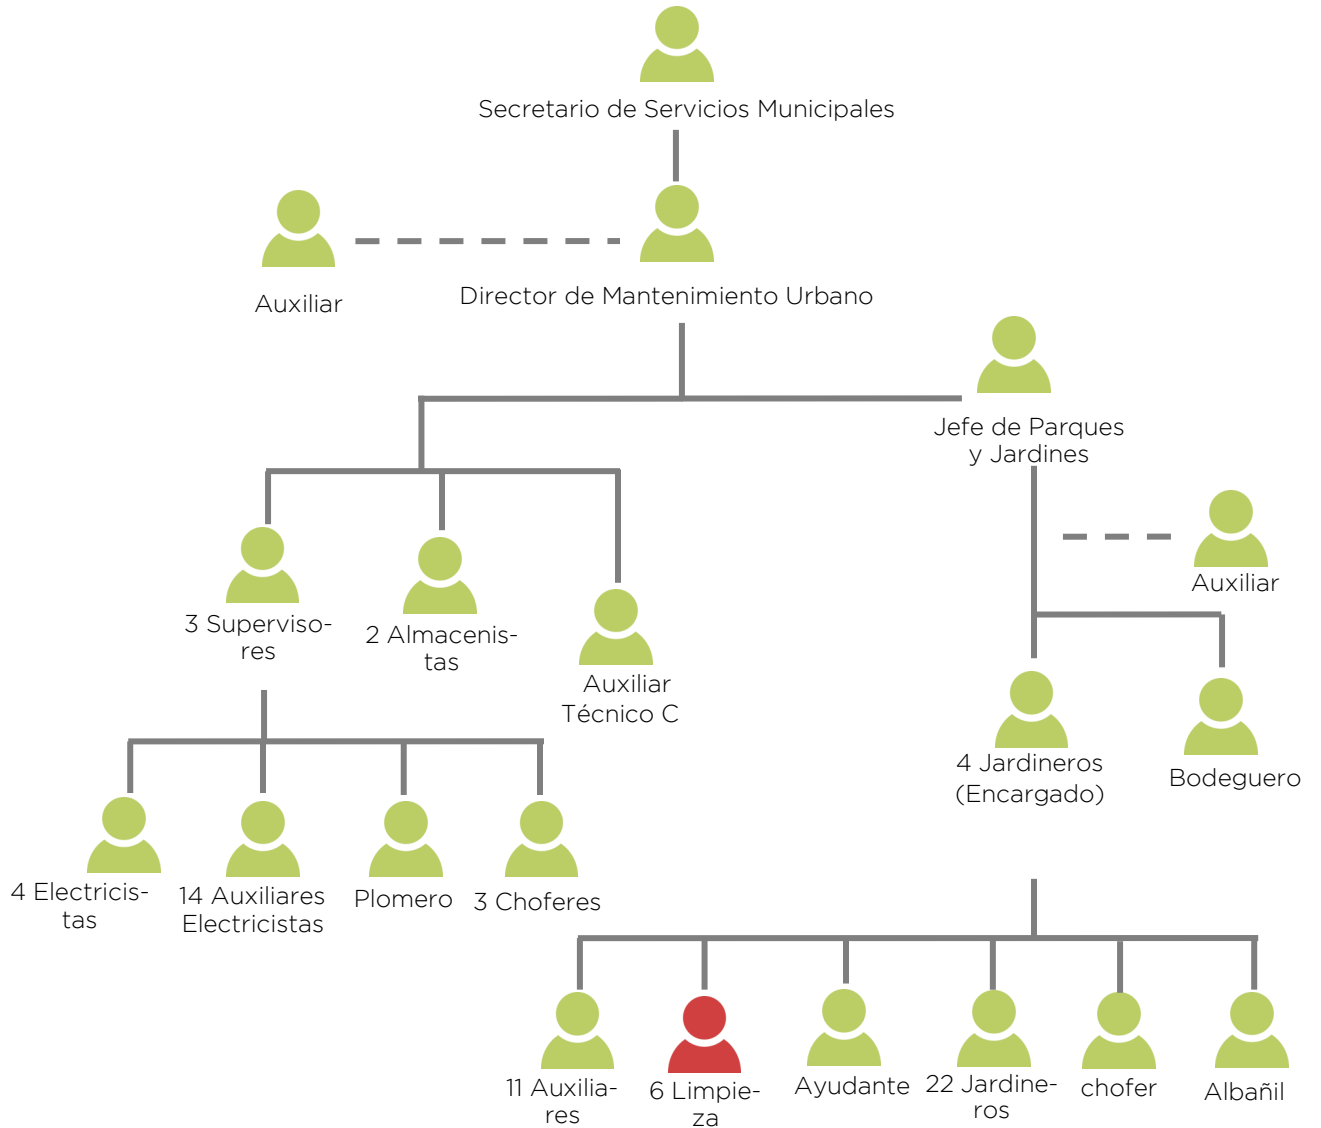 Secretario de Servicios Municipales
Auxiliar
Director de Mantenimiento Urbano
Jefe de Parques
y Jardines
Auxiliar
3 Superviso-
res
2 Almacenis-
tas
Auxiliar
Técnico C
4 Jardineros
(Encargado)
Bodeguero
4 Electricis-
tas
14 Auxiliares
Electricistas
Plomero
3 Choferes
11 Auxilia-
res
6 Limpie-
za
Ayudante
22 Jardine-
ros
chofer
Albañil